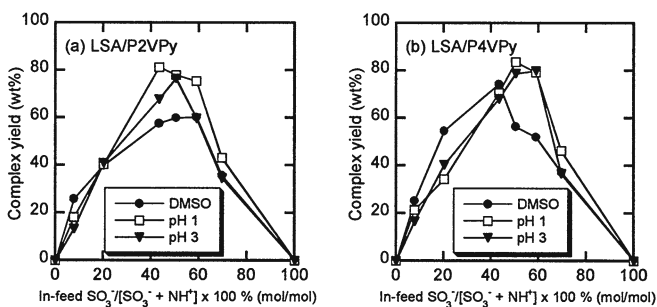 (a) LSA/P2VPy
Complex yield (wt%)
100
80
60
40
20
0
DMSO
pH 1
pH 3
0 20 40 60 80 100
In-feed SO₃⁻/[SO₃⁻ + NH⁺] x 100 % (mol/mol)
(b) LSA/P4VPy
Complex yield (wt%)
100
80
60
40
20
0
DMSO
pH 1
pH 3
0 20 40 60 80 100
In-feed SO₃⁻/[SO₃⁻ + NH⁺] x 100 % (mol/mol)